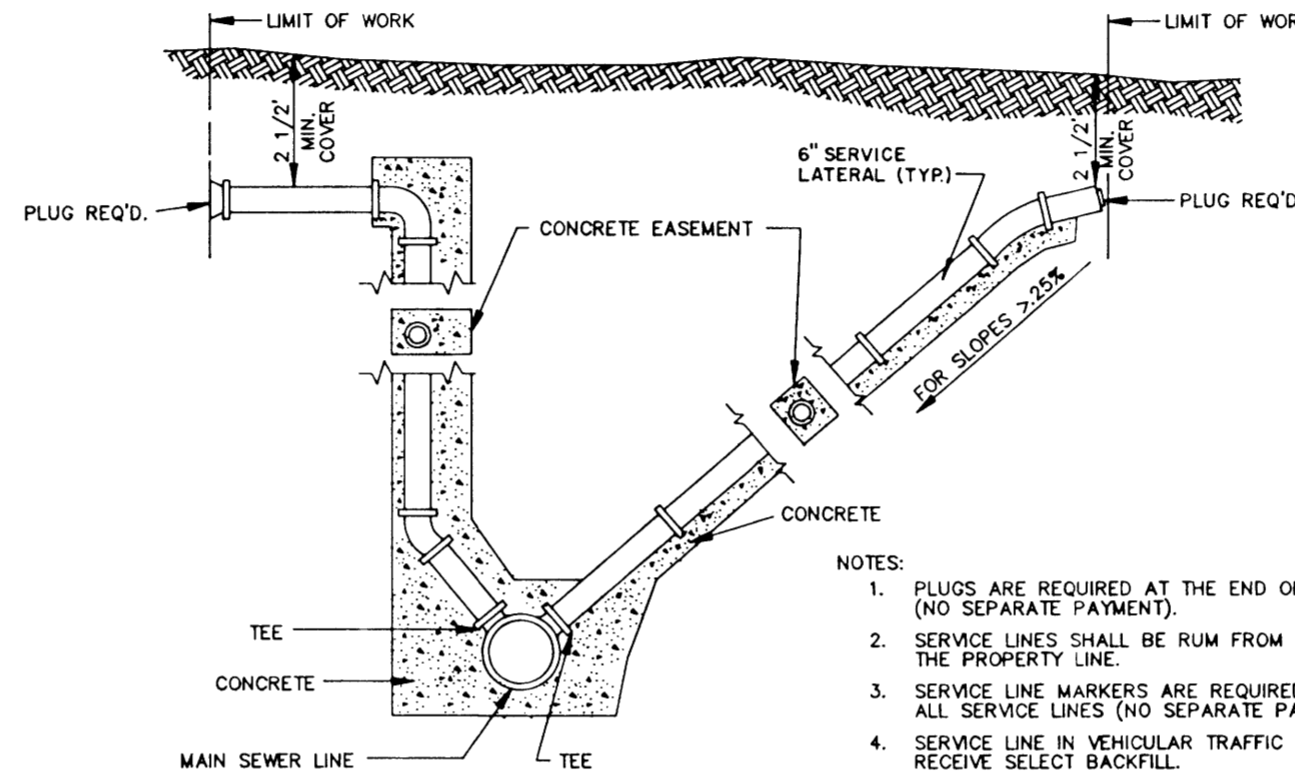 LIMIT OF WORK
LIMIT OF WOR
2 1/2'
MIN.
COVER
6" SERVICE
LATERAL (TYP.)
2 1/2'
MIN.
COVER
PLUG REQ'D.
PLUG REQ'D
CONCRETE EASEMENT
FOR SLOPES >.25%
CONCRETE
TEE
CONCRETE
MAIN SEWER LINE
TEE
NOTES:
1. PLUGS ARE REQUIRED AT THE END O
(NO SEPARATE PAYMENT).
2. SERVICE LINES SHALL BE RUM FROM
THE PROPERTY LINE.
3. SERVICE LINE MARKERS ARE REQUIRED
ALL SERVICE LINES (NO SEPARATE PA
4. SERVICE LINE IN VEHICULAR TRAFFIC
RECEIVE SELECT BACKFILL.